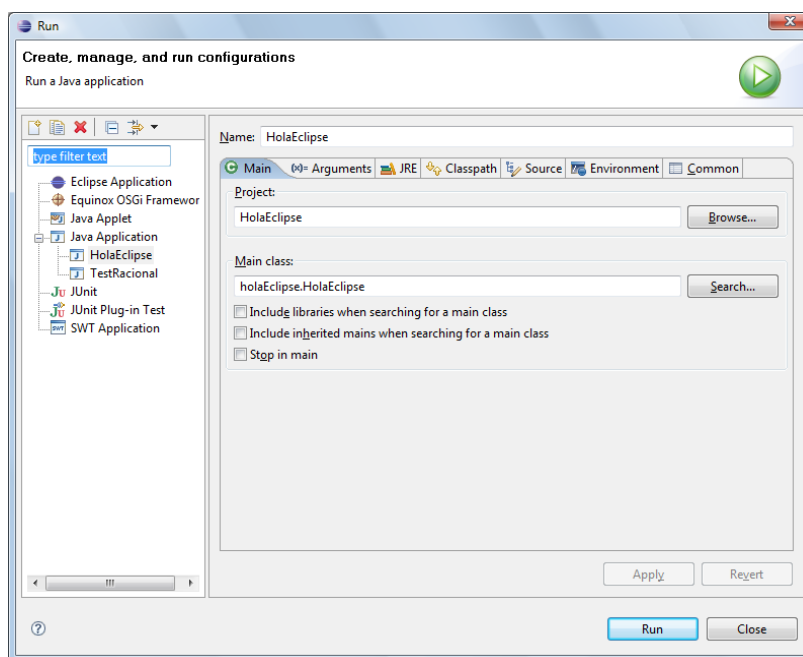 Run
Create, manage, and run configurations
Run a Java application
type filter text
Eclipse Application
Equinox OSGi Framewor
Java Applet
Java Application
HolaEclipse
TestRacional
JUnit
JUnit Plug-in Test
SWT Application
Name: HolaEclipse
Main (x)= Arguments JRE Classpath Source Environment Common
Project:
HolaEclipse Browse...
Main class:
holaEclipse.HolaEclipse Search...
Include libraries when searching for a main class
Include inherited mains when searching for a main class
Stop in main
Apply Revert
Run Close